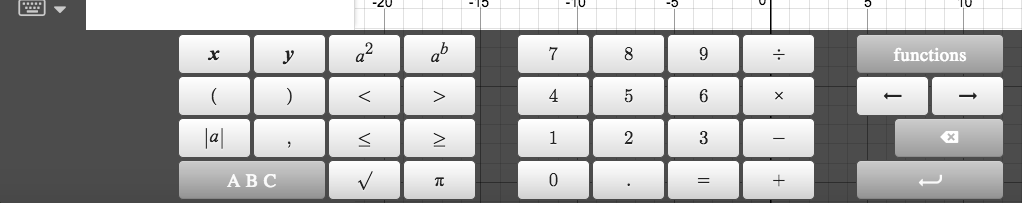 -20 -15 -10 -5 0 5 10
x y a² aᵇ 7 8 9 ÷ functions
( ) < > 4 5 6 × ← →
|a| , ≤ ≥ 1 2 3 −
A B C √ π 0 . = +